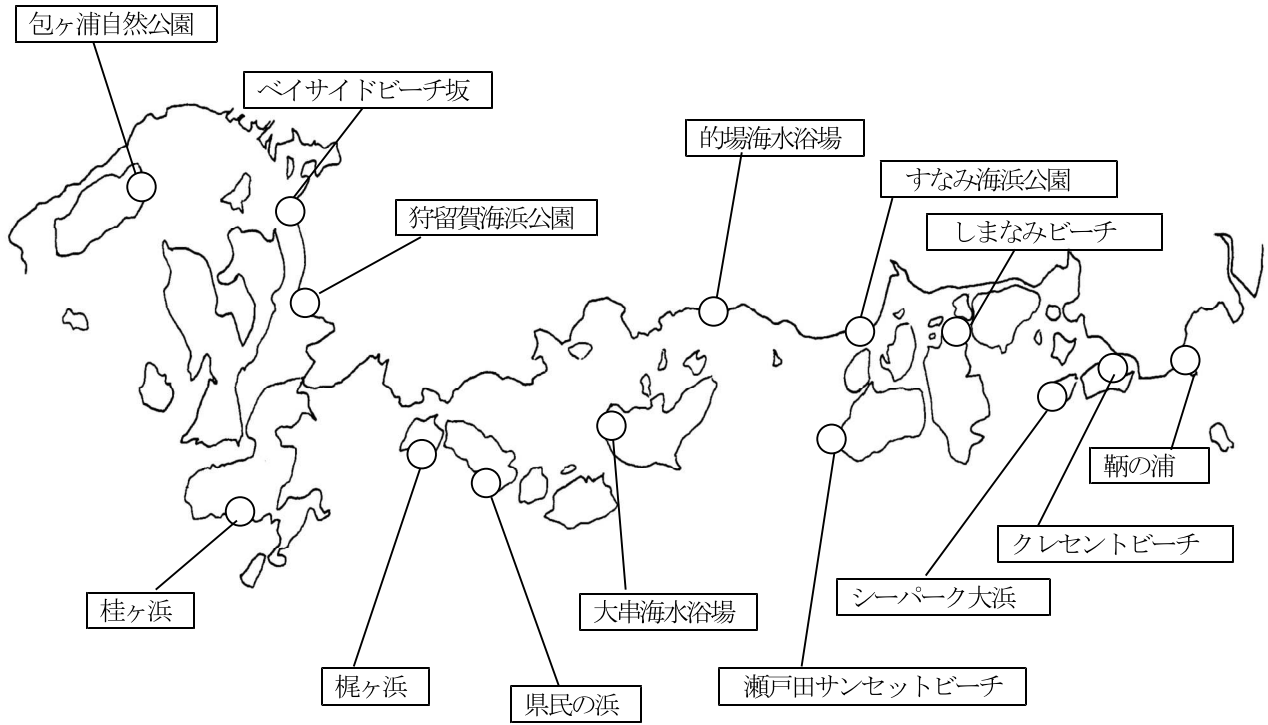 包ヶ浦自然公園
ベイサイドビーチ坂
的場海水浴場
すなみ海浜公園
狩留賀海浜公園
しまなみビーチ
鞆の浦
クレセントビーチ
シーパーク大浜
桂ヶ浜
大串海水浴場
梶ヶ浜
県民の浜
瀬戸田サンセットビーチ